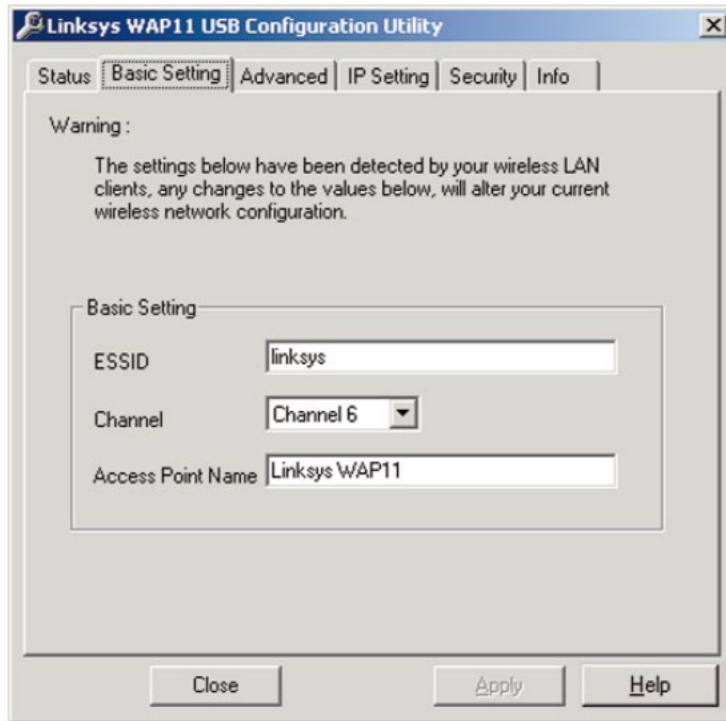 Linksys WAP11 USB Configuration Utility
Status Basic Setting Advanced IP Setting Security Info
Warning :
The settings below have been detected by your wireless LAN
clients, any changes to the values below, will alter your current
wireless network configuration.
Basic Setting
ESSID linksys
Channel Channel 6
Access Point Name Linksys WAP11
Close Apply Help